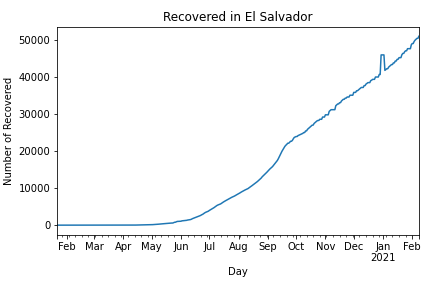 Recovered in El Salvador
Number of Recovered
50000
40000
30000
20000
10000
0
Feb Mar Apr May Jun Jul Aug Sep Oct Nov Dec Jan Feb
2021
Day